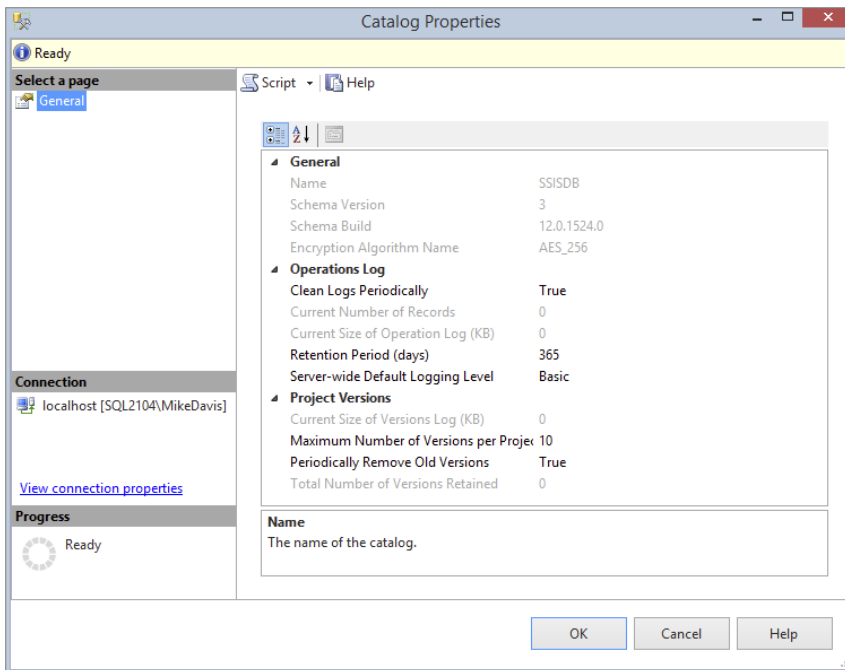 Catalog Properties
Ready
Select a page
General
Script Help
General
Name SSISDB
Schema Version 3
Schema Build 12.0.1524.0
Encryption Algorithm Name AES_256
Operations Log
Clean Logs Periodically True
Current Number of Records 0
Current Size of Operation Log (KB) 0
Retention Period (days) 365
Server-wide Default Logging Level Basic
Project Versions
Current Size of Versions Log (KB) 0
Maximum Number of Versions per Projec 10
Periodically Remove Old Versions True
Total Number of Versions Retained 0
Connection
localhost [SQL2104\MikeDavis]
View connection properties
Progress
Ready
Name
The name of the catalog.
OK Cancel Help